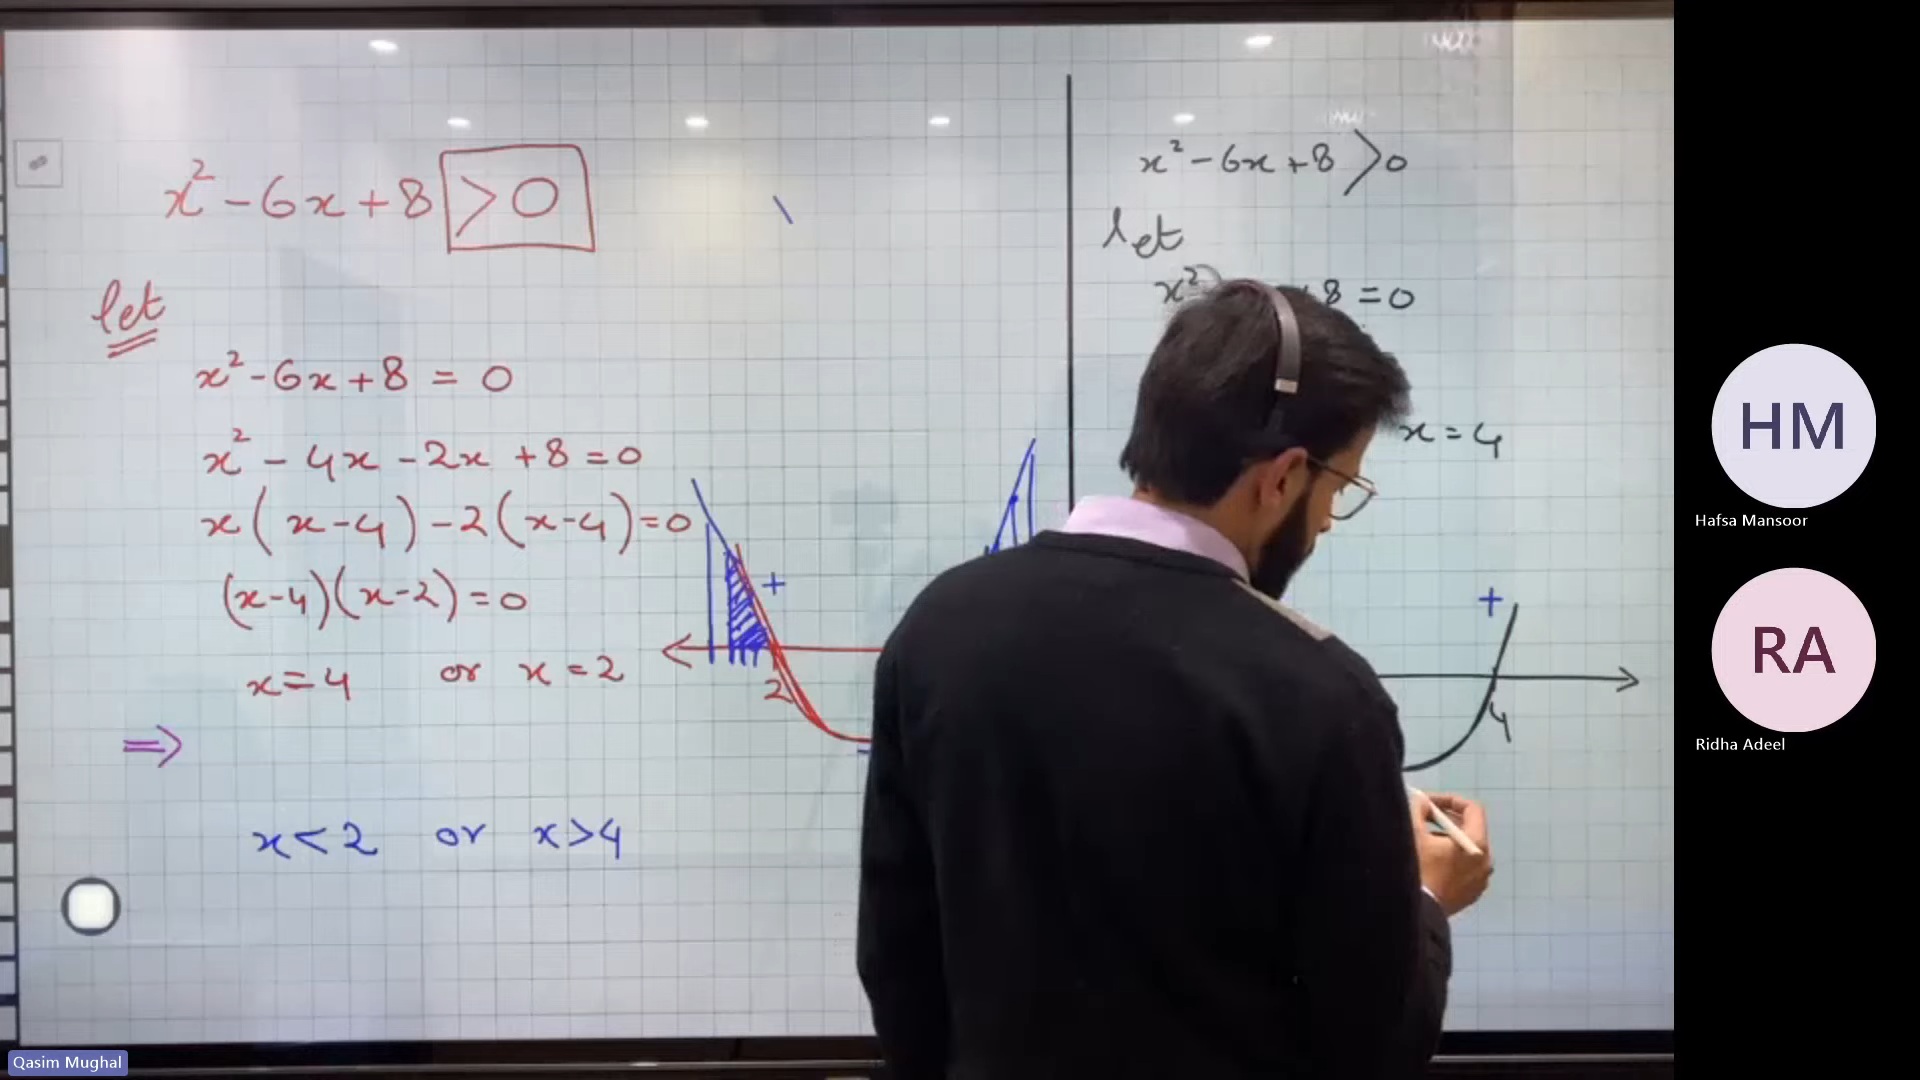 x² - 6x + 8 > 0
let
x² - 6x + 8 = 0
x² - 4x - 2x + 8 = 0
x(x-4) - 2(x-4) = 0
(x-4)(x-2) = 0
x = 4 or x = 2
⇒
x < 2 or x > 4
+
2
-
x² - 6x + 8 > 0
let
x² + 8 = 0
x = 4
+
4
HM
Hafsa Mansoor
RA
Ridha Adeel
Qasim Mughal